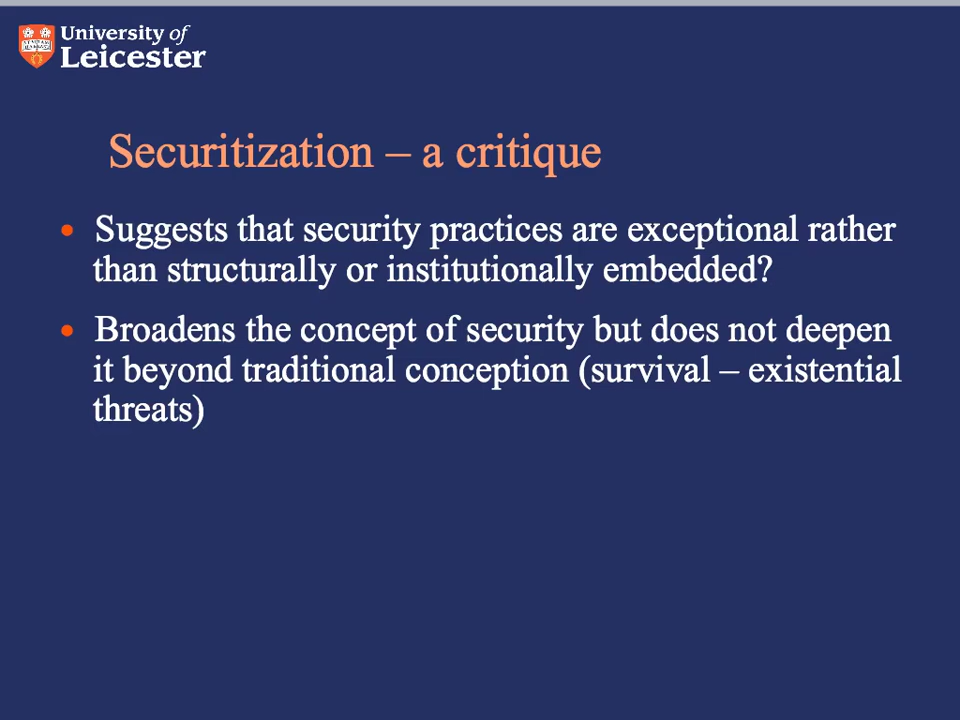 University of
Leicester
Securitization – a critique
• Suggests that security practices are exceptional rather
than structurally or institutionally embedded?
• Broadens the concept of security but does not deepen
it beyond traditional conception (survival – existential
threats)